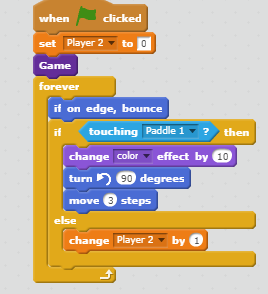 when clicked
set Player 2 to 0
Game
forever
if on edge, bounce
if touching Paddle 1 ? then
change color effect by 10
turn 90 degrees
move 3 steps
else
change Player 2 by 1